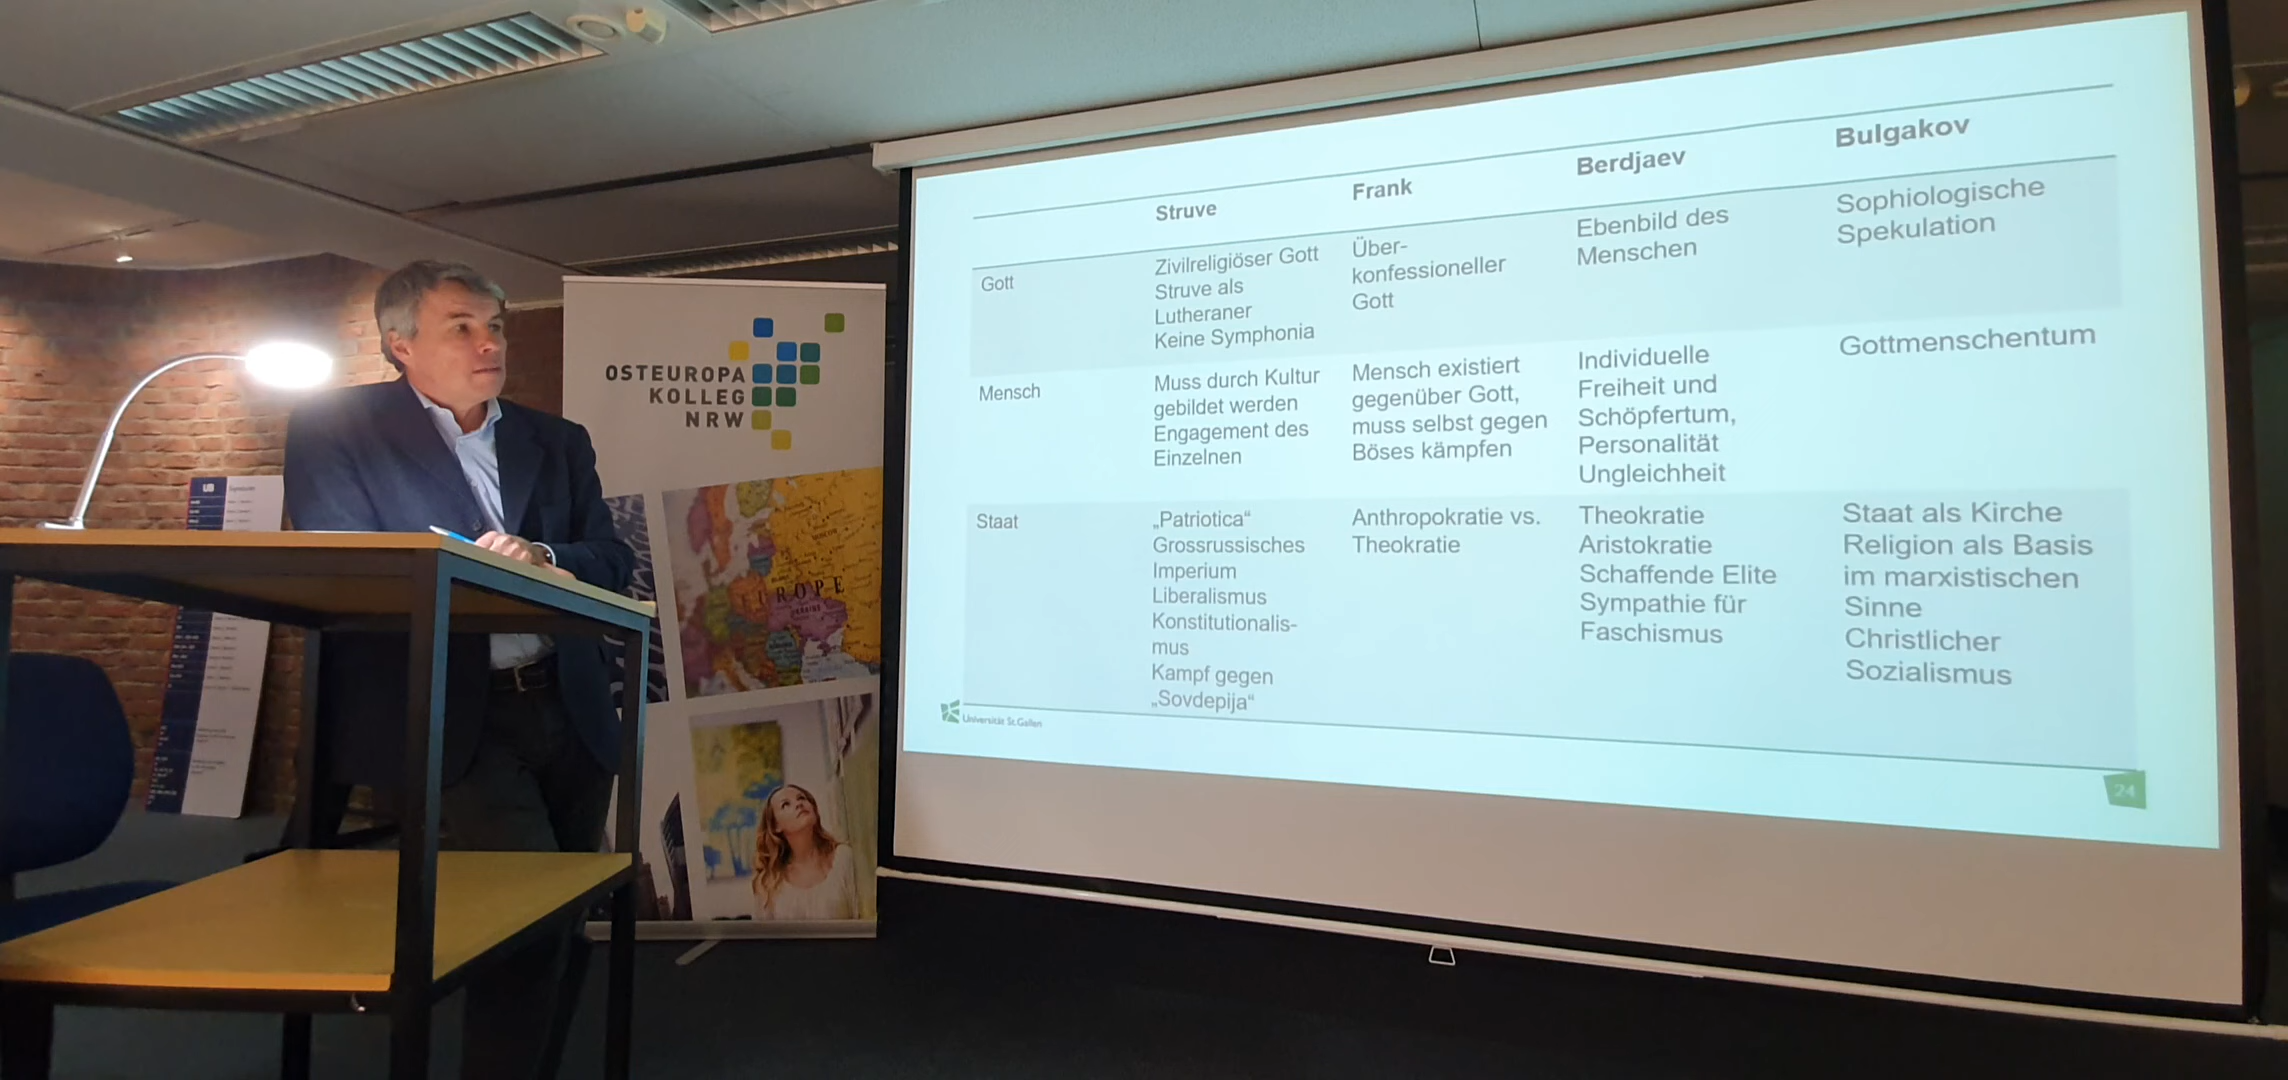 OSTEUROPA
KOLLEG
NRW
EUROPE
UKRAINE
Struve
Frank
Berdjaev
Bulgakov
Gott
Zivilreligiöser Gott
Struve als
Lutheraner
Keine Symphonia
Über-
konfessioneller
Gott
Ebenbild des
Menschen
Sophiologische
Spekulation
Mensch
Muss durch Kultur
gebildet werden
Engagement des
Einzelnen
Mensch existiert
gegenüber Gott,
muss selbst gegen
Böses kämpfen
Individuelle
Freiheit und
Schöpfertum,
Personalität
Ungleichheit
Gottmenschentum
Staat
„Patriotica“
Grossrussisches
Imperium
Liberalismus
Konstitutionalis-
mus
Kampf gegen
„Sovdepija“
Anthropokratie vs.
Theokratie
Theokratie
Aristokratie
Schaffende Elite
Sympathie für
Faschismus
Staat als Kirche
Religion als Basis
im marxistischen
Sinne
Christlicher
Sozialismus
Universität St.Gallen
24